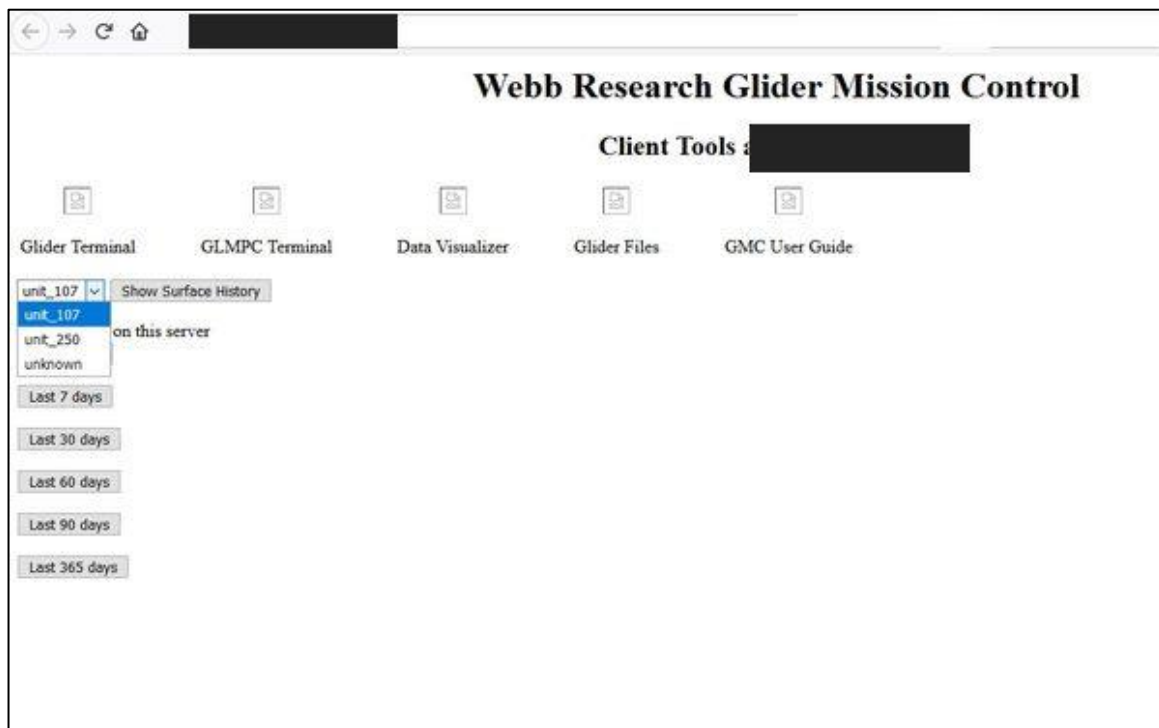 Webb Research Glider Mission Control
Client Tools
Glider Terminal GLMPC Terminal Data Visualizer Glider Files GMC User Guide
unit_107 Show Surface History
unit_107
unit_250
unknown
on this server
Last 7 days
Last 30 days
Last 60 days
Last 90 days
Last 365 days